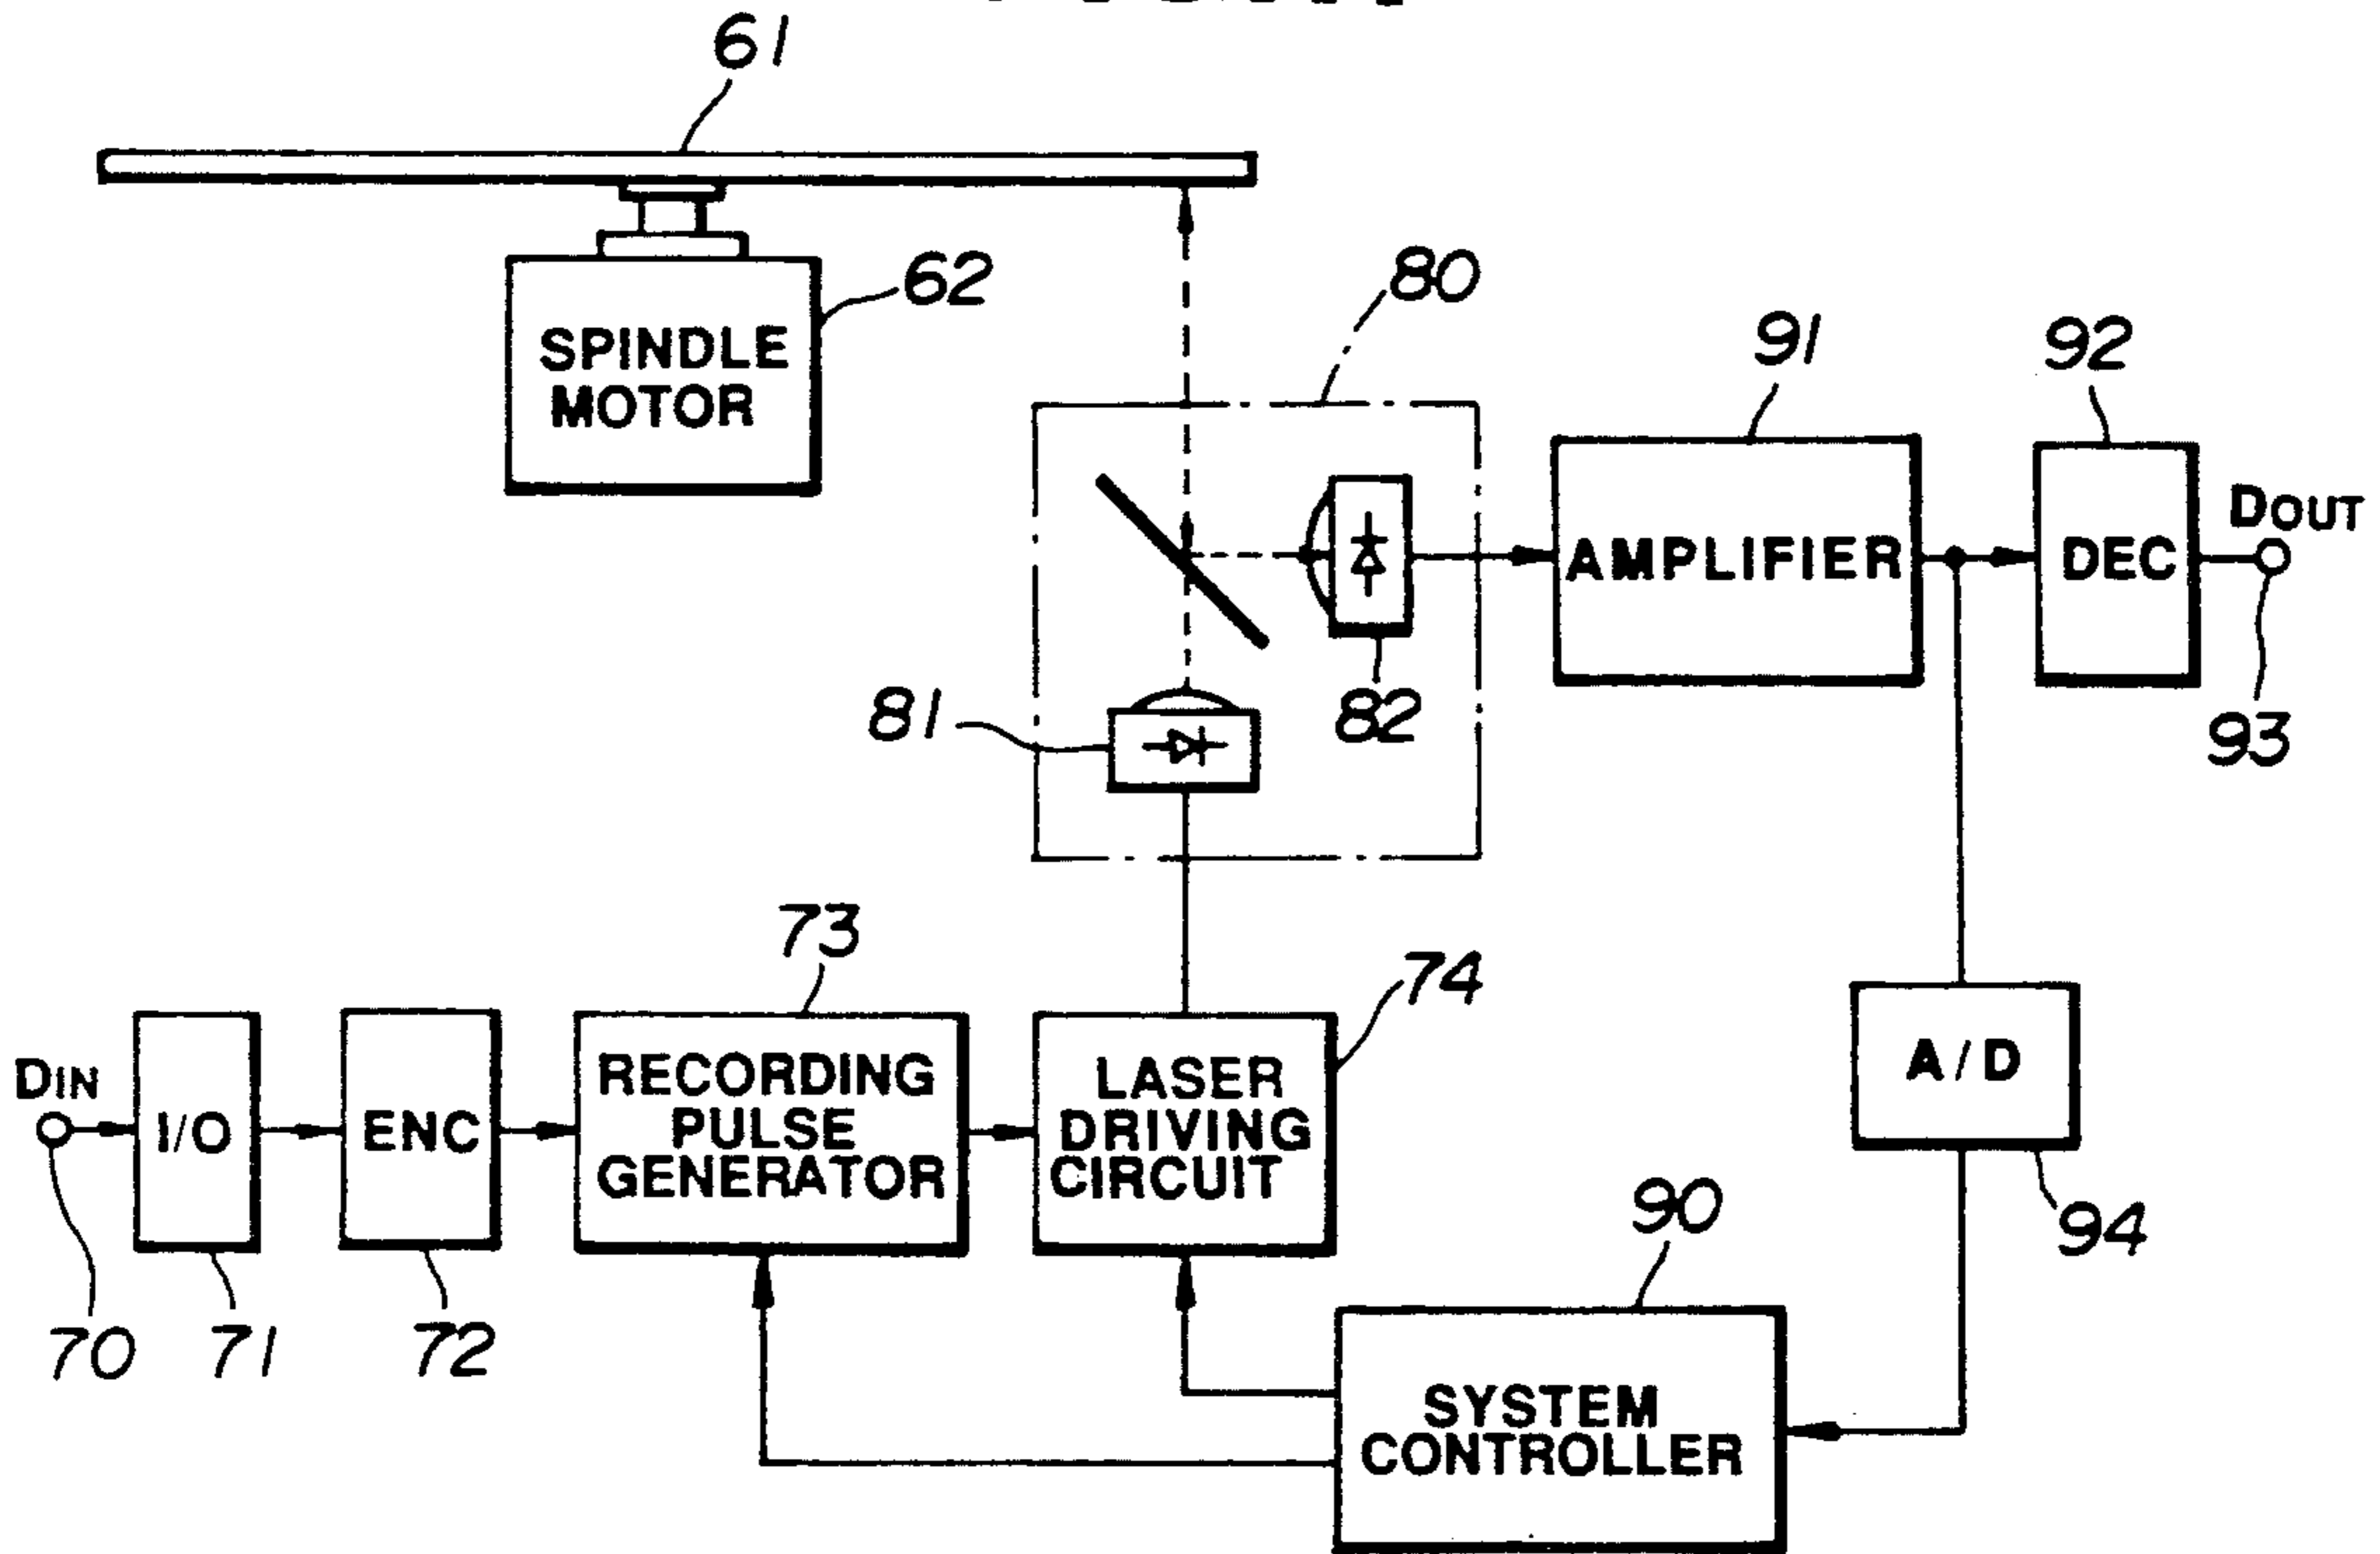 61
62
SPINDLE
MOTOR
80
91
92
AMPLIFIER
DEC
DOUT
81
82
93
73
74
DIN
I/O
ENC
RECORDING
PULSE
GENERATOR
LASER
DRIVING
CIRCUIT
A/D
70
71
72
90
94
SYSTEM
CONTROLLER